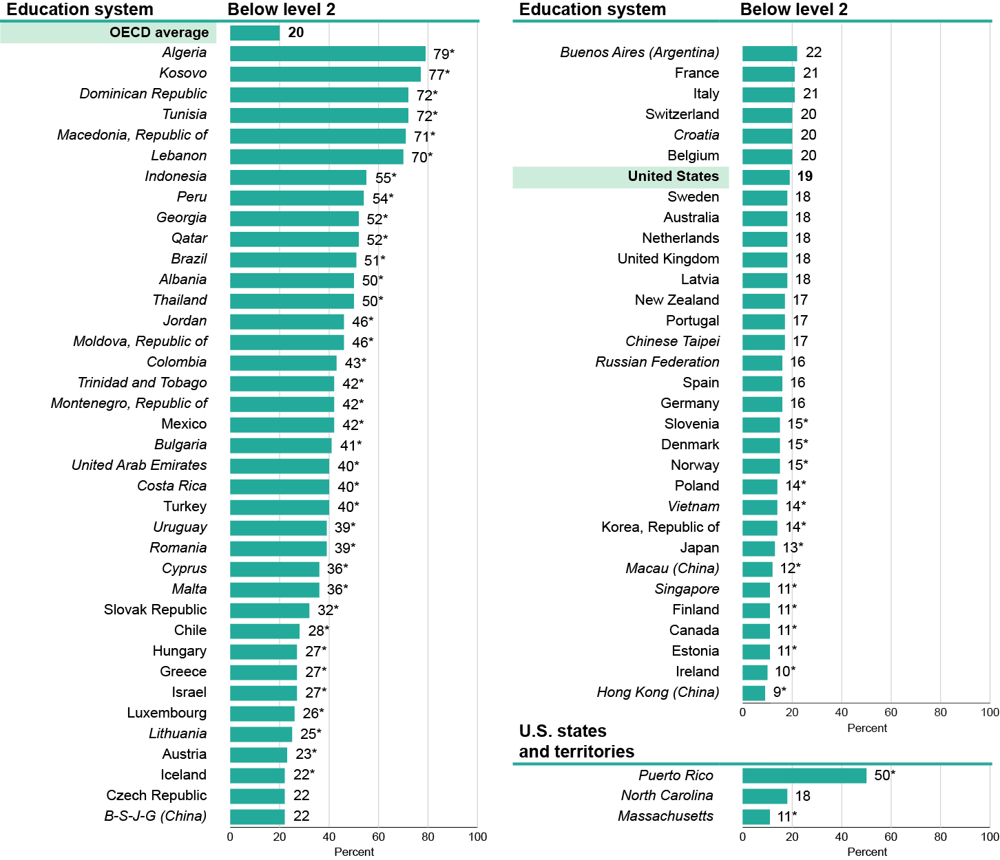 Education system Below level 2
OECD average 20
Algeria 79*
Kosovo 77*
Dominican Republic 72*
Tunisia 72*
Macedonia, Republic of 71*
Lebanon 70*
Indonesia 55*
Peru 54*
Georgia 52*
Qatar 52*
Brazil 51*
Albania 50*
Thailand 50*
Jordan 46*
Moldova, Republic of 46*
Colombia 43*
Trinidad and Tobago 42*
Montenegro, Republic of 42*
Mexico 42*
Bulgaria 41*
United Arab Emirates 40*
Costa Rica 40*
Turkey 40*
Uruguay 39*
Romania 39*
Cyprus 36*
Malta 36*
Slovak Republic 32*
Chile 28*
Hungary 27*
Greece 27*
Israel 27*
Luxembourg 26*
Lithuania 25*
Austria 23*
Iceland 22*
Czech Republic 22
B-S-J-G (China) 22
0 20 40 60 80 100
Percent
Education system Below level 2
Buenos Aires (Argentina) 22
France 21
Italy 21
Switzerland 20
Croatia 20
Belgium 20
United States 19
Sweden 18
Australia 18
Netherlands 18
United Kingdom 18
Latvia 18
New Zealand 17
Portugal 17
Chinese Taipei 17
Russian Federation 16
Spain 16
Germany 16
Slovenia 15*
Denmark 15*
Norway 15*
Poland 14*
Vietnam 14*
Korea, Republic of 14*
Japan 13*
Macau (China) 12*
Singapore 11*
Finland 11*
Canada 11*
Estonia 11*
Ireland 10*
Hong Kong (China) 9*
0 20 40 60 80 100
Percent
U.S. states
and territories
Puerto Rico 50*
North Carolina 18
Massachusetts 11*
0 20 40 60 80 100
Percent